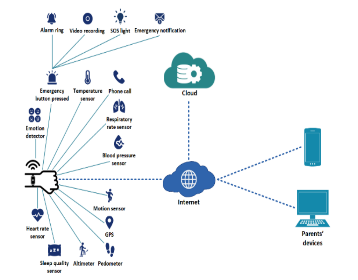 Alarm ring
Video recording
SOS light
Emergency notification
Emergency
button pressed
Temperature
sensor
Phone call
Cloud
Emotion
detector
Respiratory
rate sensor
Blood pressure
sensor
Internet
Motion sensor
GPS
Heart rate
sensor
Sleep quality
sensor
Altimeter
Pedometer
Parents'
devices